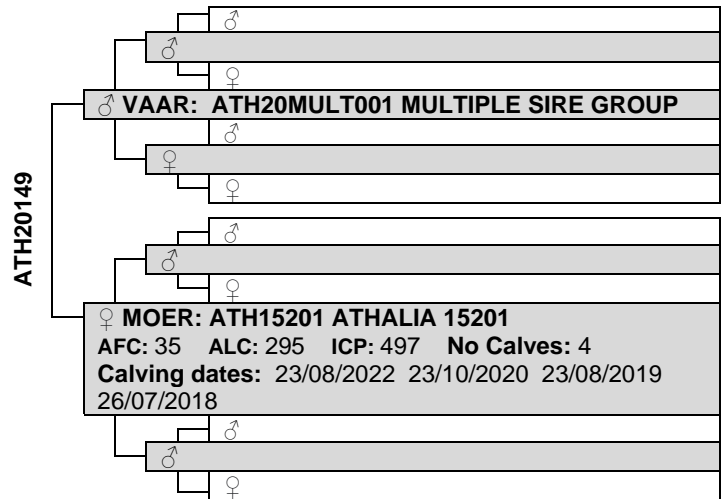 ♂
♂
♀
♂ VAAR: ATH20MULT001 MULTIPLE SIRE GROUP
♂
♀
♀
ATH20149
♂
♂
♀
♀ MOER: ATH15201 ATHALIA 15201
AFC: 35 ALC: 295 ICP: 497 No Calves: 4
Calving dates: 23/08/2022 23/10/2020 23/08/2019
26/07/2018
♂
♂
♀